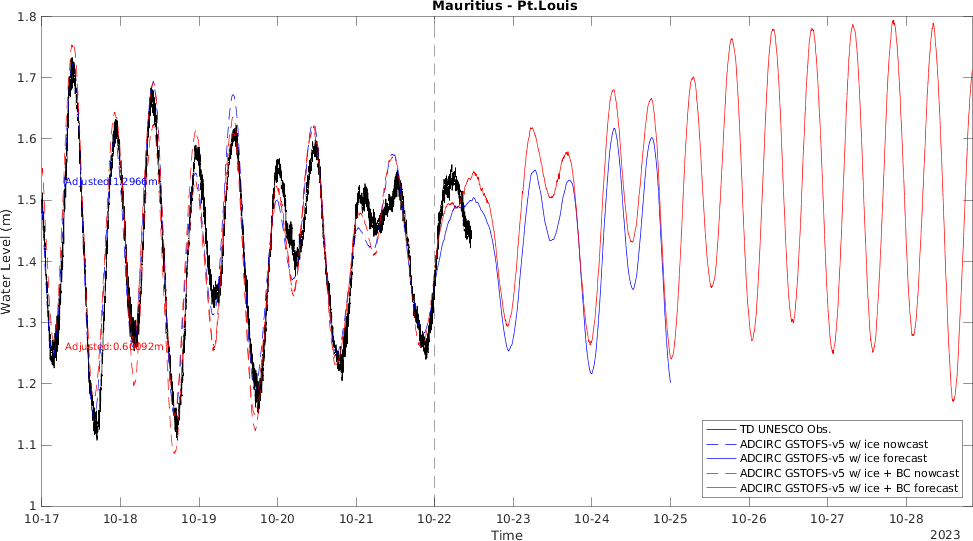 Mauritius - Pt.Louis
1.8
1.7
1.6
1.5
1.4
1.3
1.2
1.1
1
Water Level (m)
Adjusted:1.2966m
10-17
10-18
10-19
10-20
10-21
10-22
10-23
10-24
10-25
10-26
10-27
10-28
2023
Time
TD UNESCO Obs.
ADCIRC GSTOFS-v5 w/ ice nowcast
ADCIRC GSTOFS-v5 w/ ice forecast
ADCIRC GSTOFS-v5 w/ ice + BC nowcast
ADCIRC GSTOFS-v5 w/ ice + BC forecast